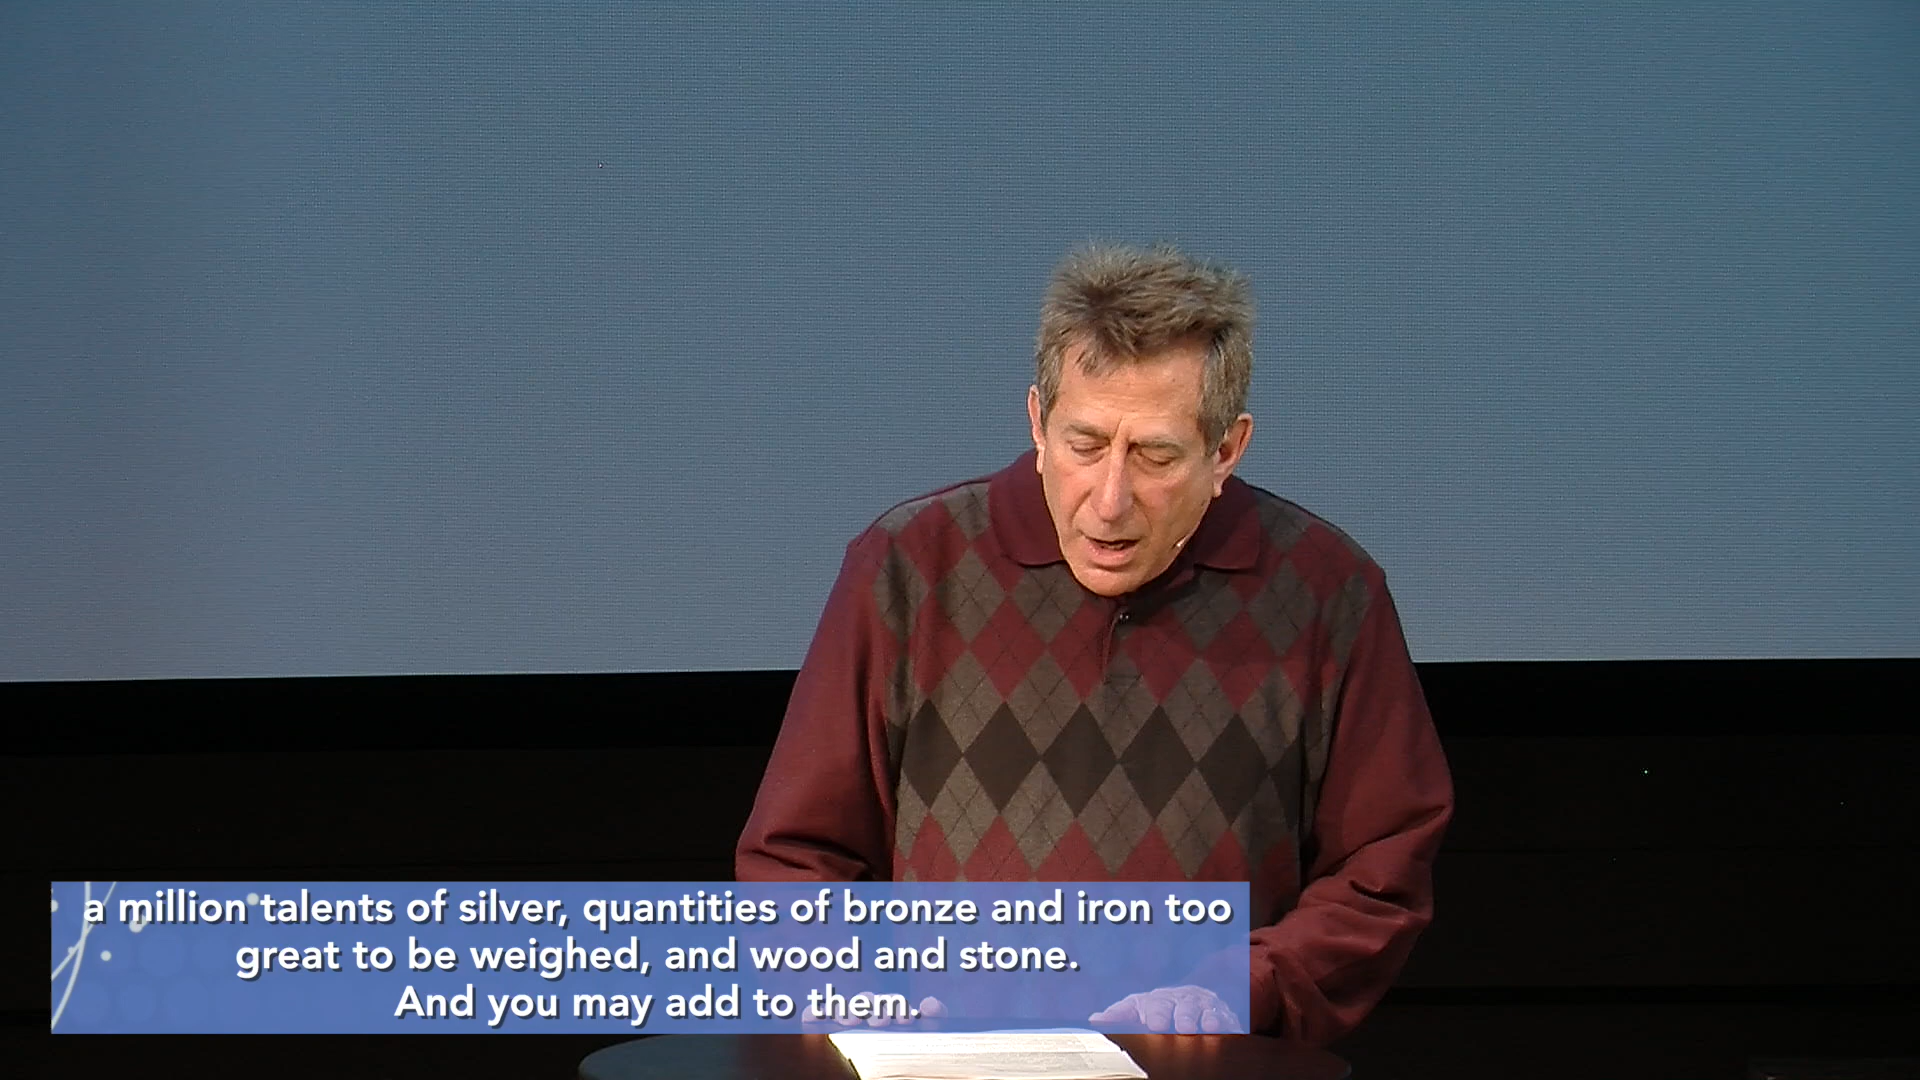 a million talents of silver, quantities of bronze and iron too
great to be weighed, and wood and stone.
And you may add to them.